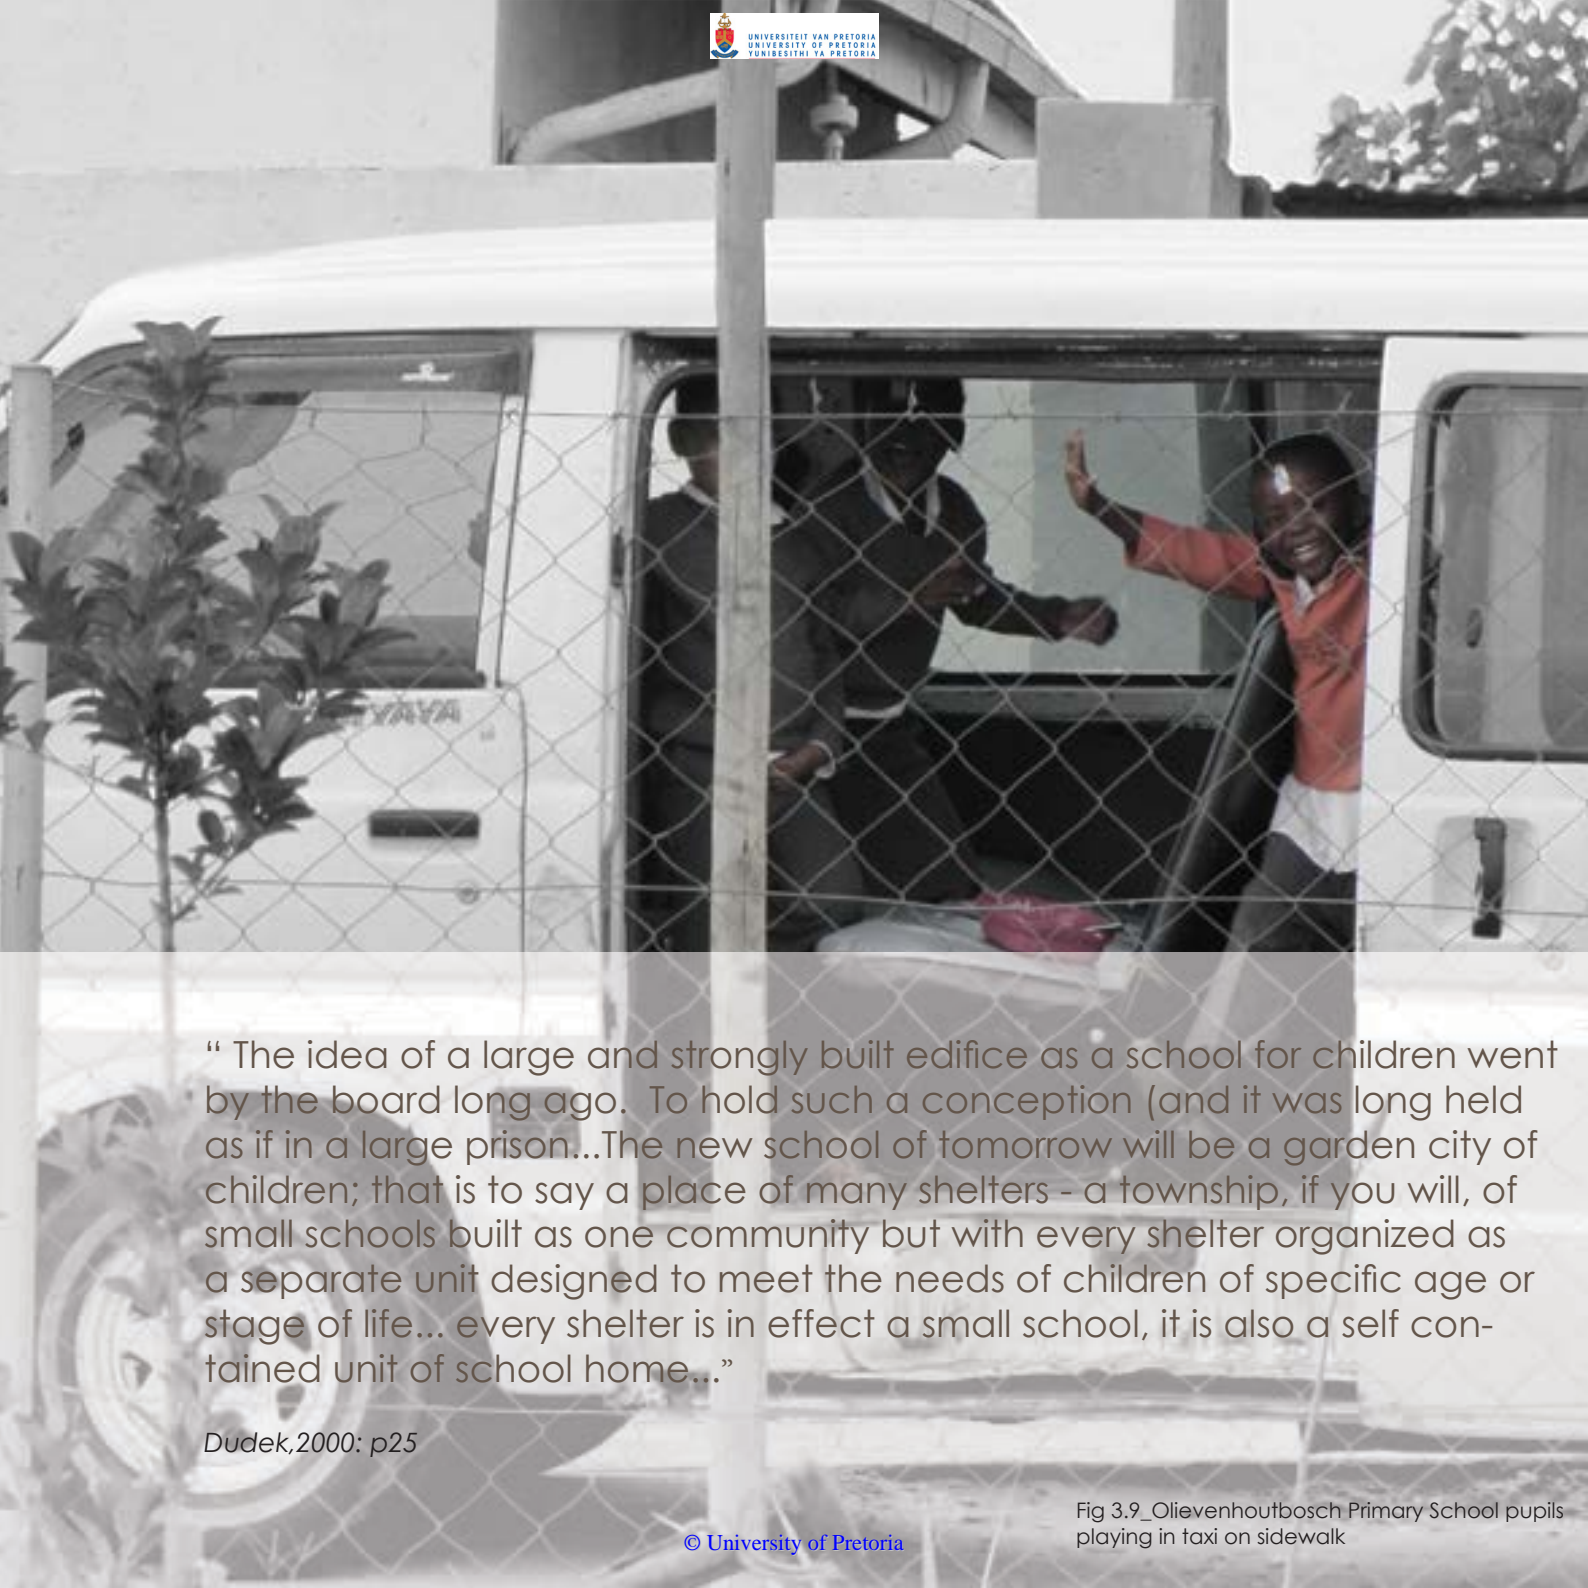 UNIVERSITEIT VAN PRETORIA
UNIVERSITY OF PRETORIA
YUNIBESITHI YA PRETORIA
“ The idea of a large and strongly built edifice as a school for children went
by the board long ago.  To hold such a conception (and it was long held
as if in a large prison...The new school of tomorrow will be a garden city of
children; that is to say a place of many shelters - a township, if you will, of
small schools built as one community but with every shelter organized as
a separate unit designed to meet the needs of children of specific age or
stage of life... every shelter is in effect a small school, it is also a self con-
tained unit of school home...”
Dudek,2000: p25
Fig 3.9_Olievenhoutbosch Primary School pupils
playing in taxi on sidewalk
© University of Pretoria